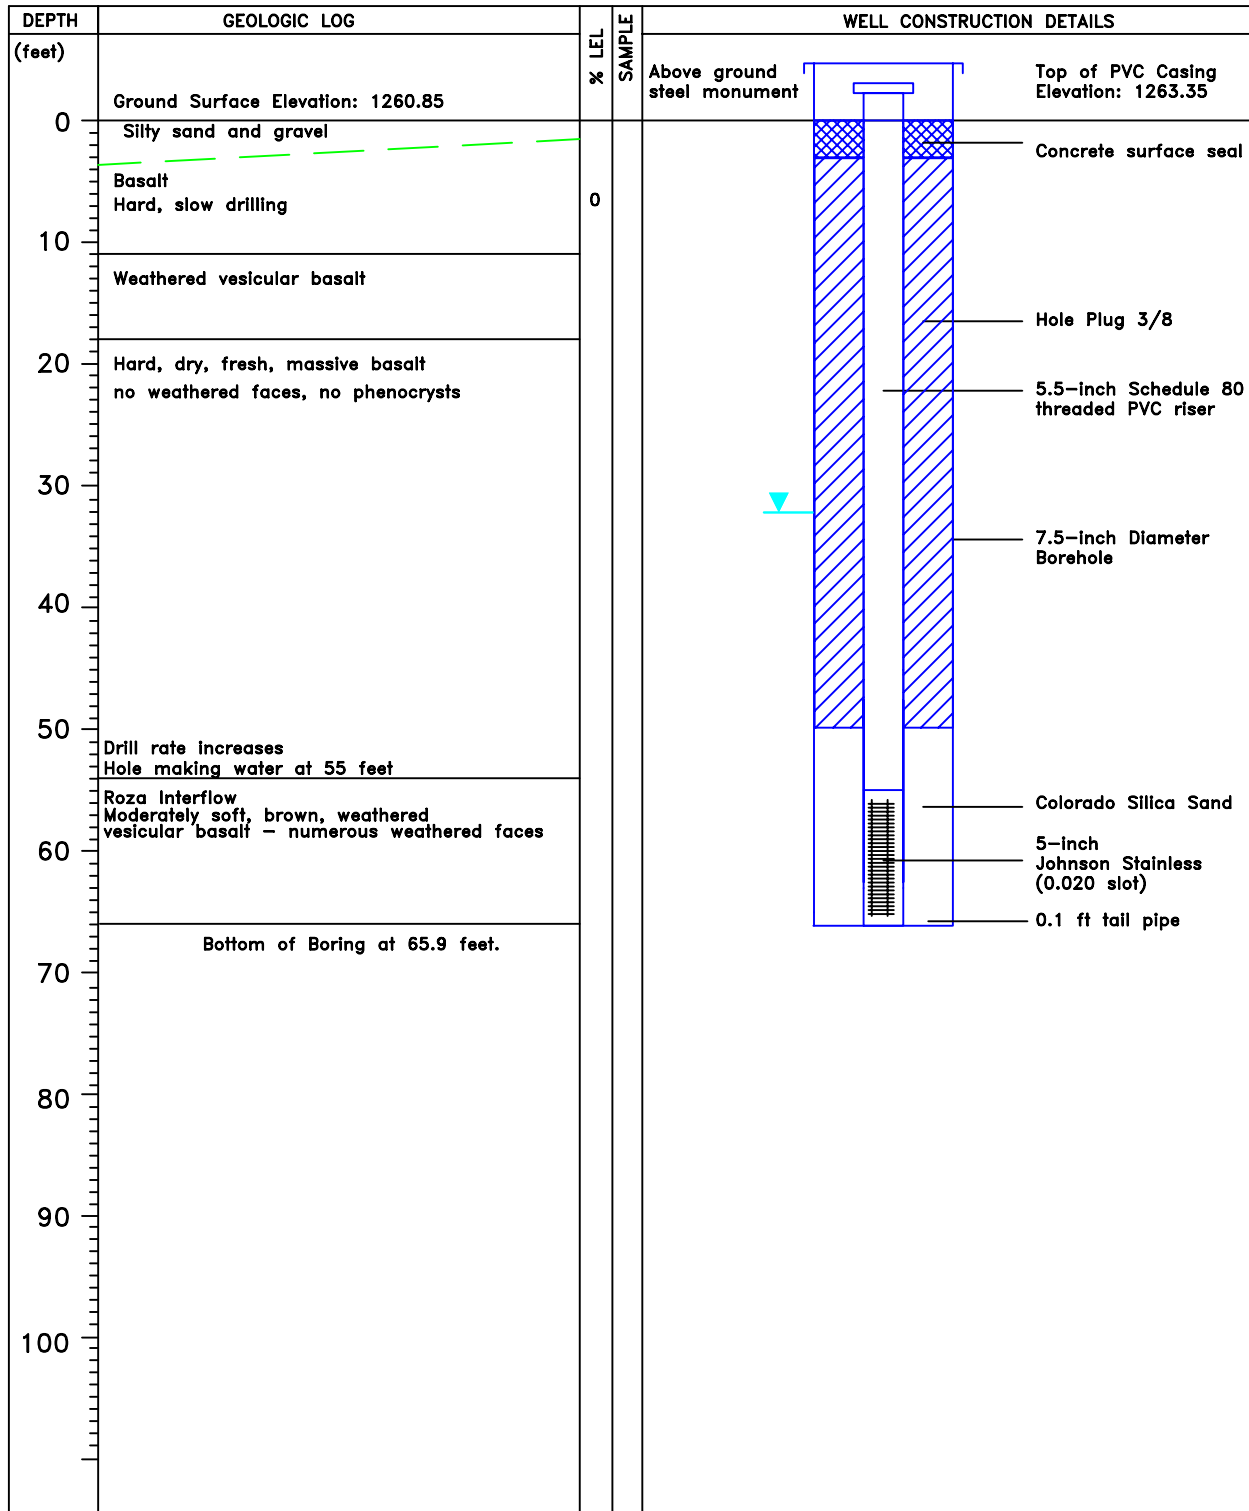 DEPTH
GEOLOGIC LOG
% LEL
SAMPLE
WELL CONSTRUCTION DETAILS
(feet)
Ground Surface Elevation: 1260.85
Above ground
steel monument
Top of PVC Casing
Elevation: 1263.35
0
Silty sand and gravel
Concrete surface seal
Basalt
Hard, slow drilling
0
10
Weathered vesicular basalt
Hole Plug 3/8
20
Hard, dry, fresh, massive basalt
no weathered faces, no phenocrysts
5.5-inch Schedule 80
threaded PVC riser
30
7.5-inch Diameter
Borehole
40
50
Drill rate increases
Hole making water at 55 feet
Roza Interflow
Moderately soft, brown, weathered
vesicular basalt - numerous weathered faces
Colorado Silica Sand
60
5-inch
Johnson Stainless
(0.020 slot)
0.1 ft tail pipe
Bottom of Boring at 65.9 feet.
70
80
90
100